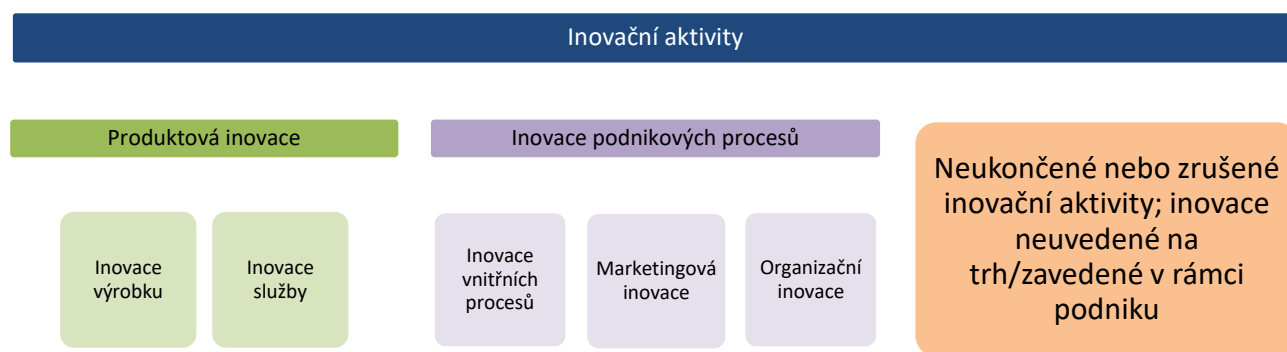 Inovační aktivity
Produktová inovace
Inovace podnikových procesů
Neukončené nebo zrušené
inovační aktivity; inovace
neuvedené na
trh/zavedené v rámci
podniku
Inovace
výrobku
Inovace
služby
Inovace
vnitřních
procesů
Marketingová
inovace
Organizační
inovace